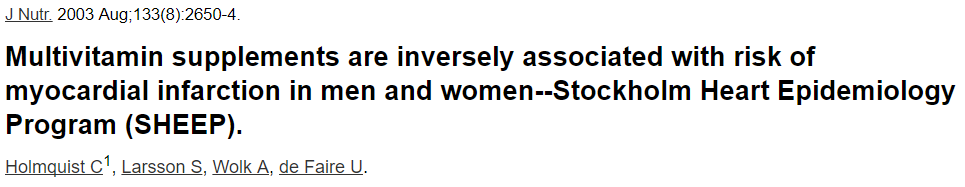 J Nutr. 2003 Aug;133(8):2650-4.
Multivitamin supplements are inversely associated with risk of
myocardial infarction in men and women--Stockholm Heart Epidemiology
Program (SHEEP).
Holmquist C1, Larsson S, Wolk A, de Faire U.